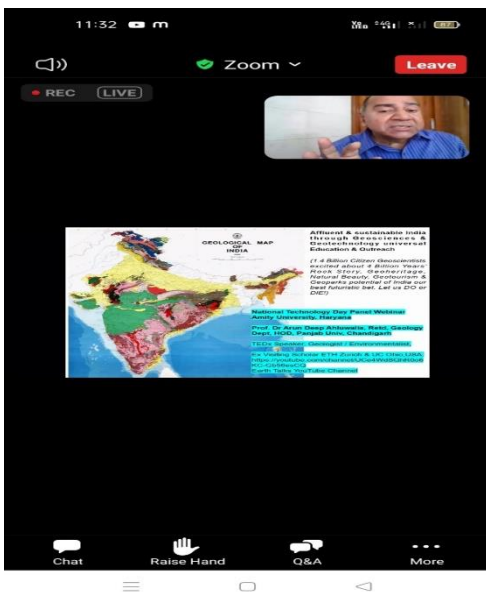 11:32
Zoom
Leave
REC LIVE
GEOLOGICAL MAP
OF
INDIA
Affluent & sustainable India
through Geosciences &
Geotechnology universal
Education & Outreach
(1.4 Billion Citizen Geoscientists
excited about 4 Billion Years'
Rock Story, Geoheritage,
Natural Beauty, Geotourism &
Geoparks potential of India our
best futuristic bet. Let us DO or
DIE!)
National Technology Day Panel Webinar
Amity University, Haryana
Prof. Dr Arun Deep Ahluwalia, Retd, Geology
Dept, HOD, Panjab Univ, Chandigarh
TEDx Speaker, Geologist / Environmentalist,
Ex Visiting Scholar ETH Zurich & UC Ohio USA
Earth Talks YouTube Channel
Chat
Raise Hand
Q&A
More